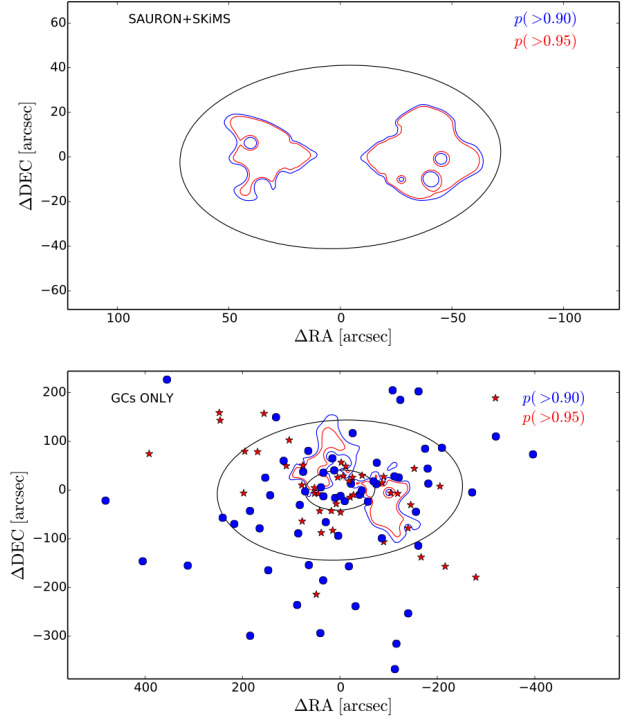 SAURON+SKiMS
p(>0.90)
p(>0.95)
60
40
20
0
−20
−40
−60
ΔDEC [arcsec]
100 50 0 −50 −100
ΔRA [arcsec]
GCs ONLY
p(>0.90)
p(>0.95)
200
100
0
−100
−200
−300
ΔDEC [arcsec]
400 200 0 −200 −400
ΔRA [arcsec]